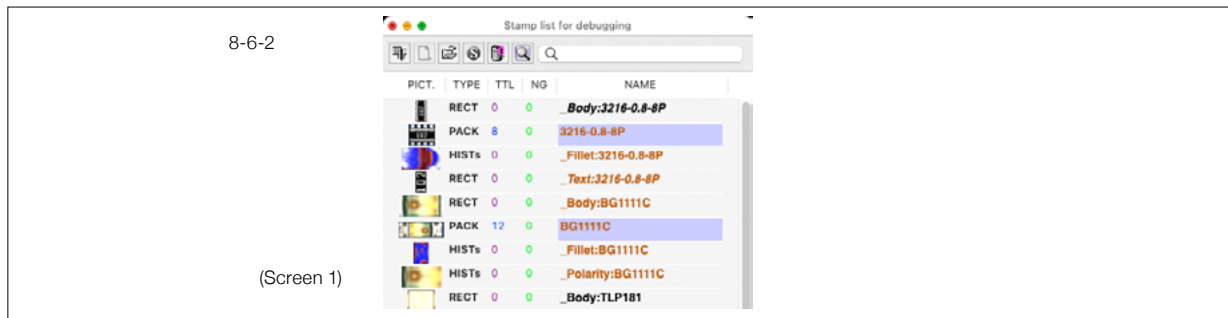 Stamp list for debugging
8-6-2
PICT. TYPE TTL NG NAME
RECT 0 0 _Body:3216-0.8-8P
PACK 8 0 3216-0.8-8P
HISTs 0 0 _Fillet:3216-0.8-8P
RECT 0 0 _Text:3216-0.8-8P
RECT 0 0 _Body:BG1111C
PACK 12 0 BG1111C
HISTs 0 0 _Fillet:BG1111C
HISTs 0 0 _Polarity:BG1111C
(Screen 1)
RECT 0 0 _Body:TLP181